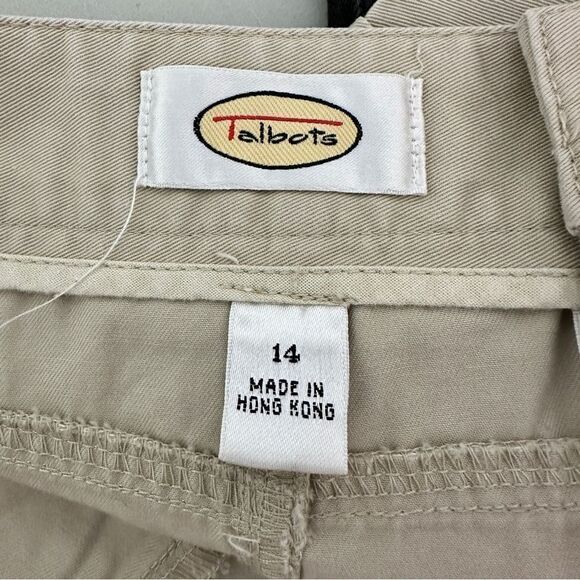 Talbots
14
MADE IN
HONG KONG